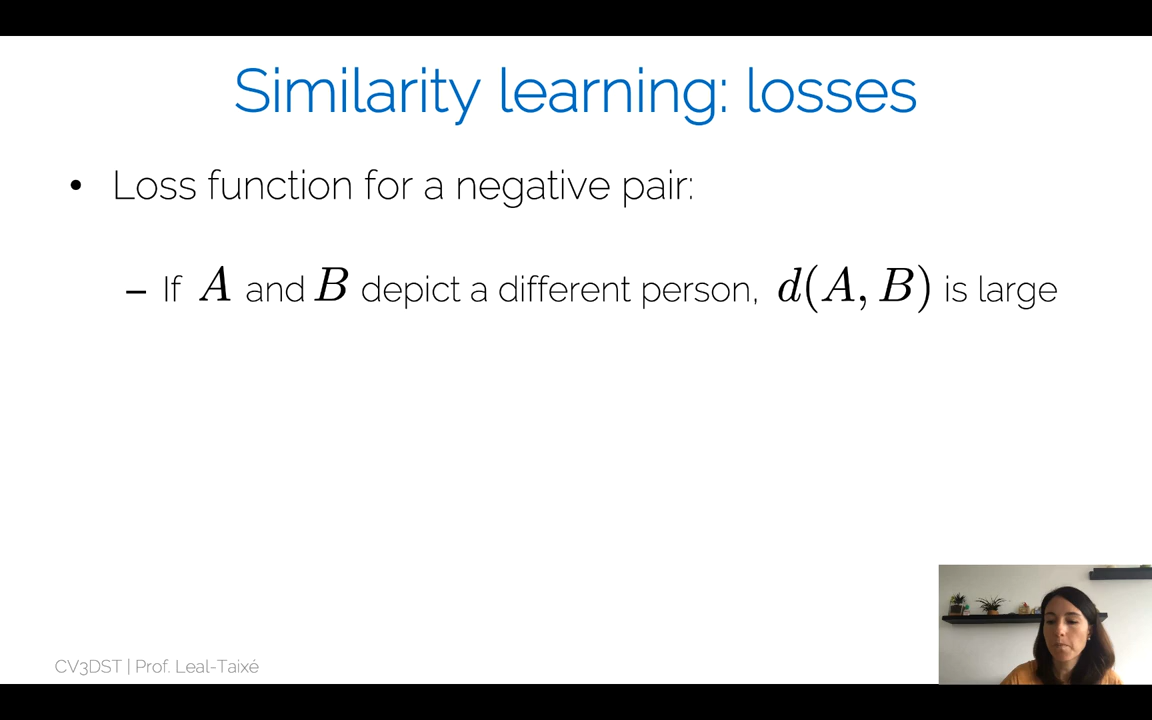 Similarity learning: losses
• Loss function for a negative pair:
– If A and B depict a different person, d(A, B) is large
CV3DST | Prof. Leal-Taixé